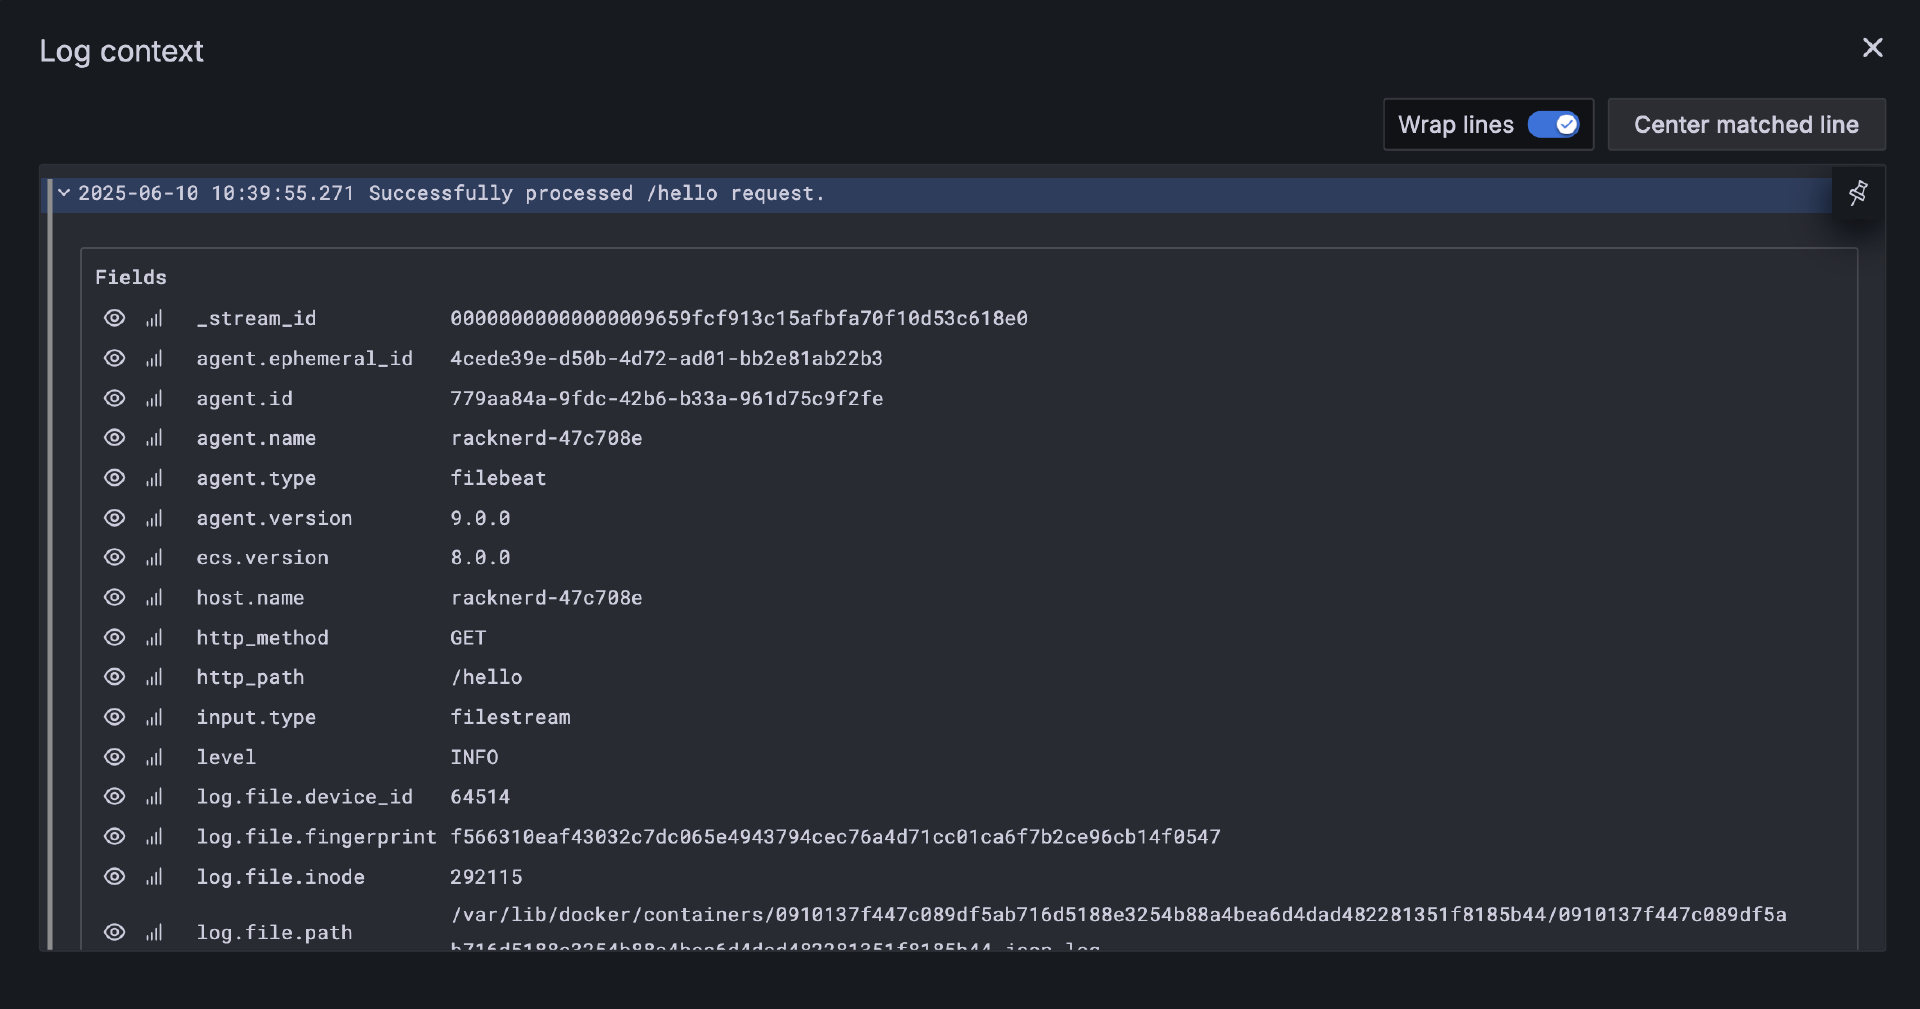 Log context
Wrap lines
Center matched line
2025-06-10 10:39:55.271 Successfully processed /hello request.
Fields
_stream_id 00000000000000009659fcf913c15afbfa70f10d53c618e0
agent.ephemeral_id 4cede39e-d50b-4d72-ad01-bb2e81ab22b3
agent.id 779aa84a-9fdc-42b6-b33a-961d75c9f2fe
agent.name racknerd-47c708e
agent.type filebeat
agent.version 9.0.0
ecs.version 8.0.0
host.name racknerd-47c708e
http_method GET
http_path /hello
input.type filestream
level INFO
log.file.device_id 64514
log.file.fingerprint f566310eaf43032c7dc065e4943794cec76a4d71cc01ca6f7b2ce96cb14f0547
log.file.inode 292115
log.file.path /var/lib/docker/containers/0910137f447c089df5ab716d5188e3254b88a4bea6d4dad482281351f8185b44/0910137f447c089df5a
b716d5188e3254b88a4bea6d4dad482281351f8185b44-json.log